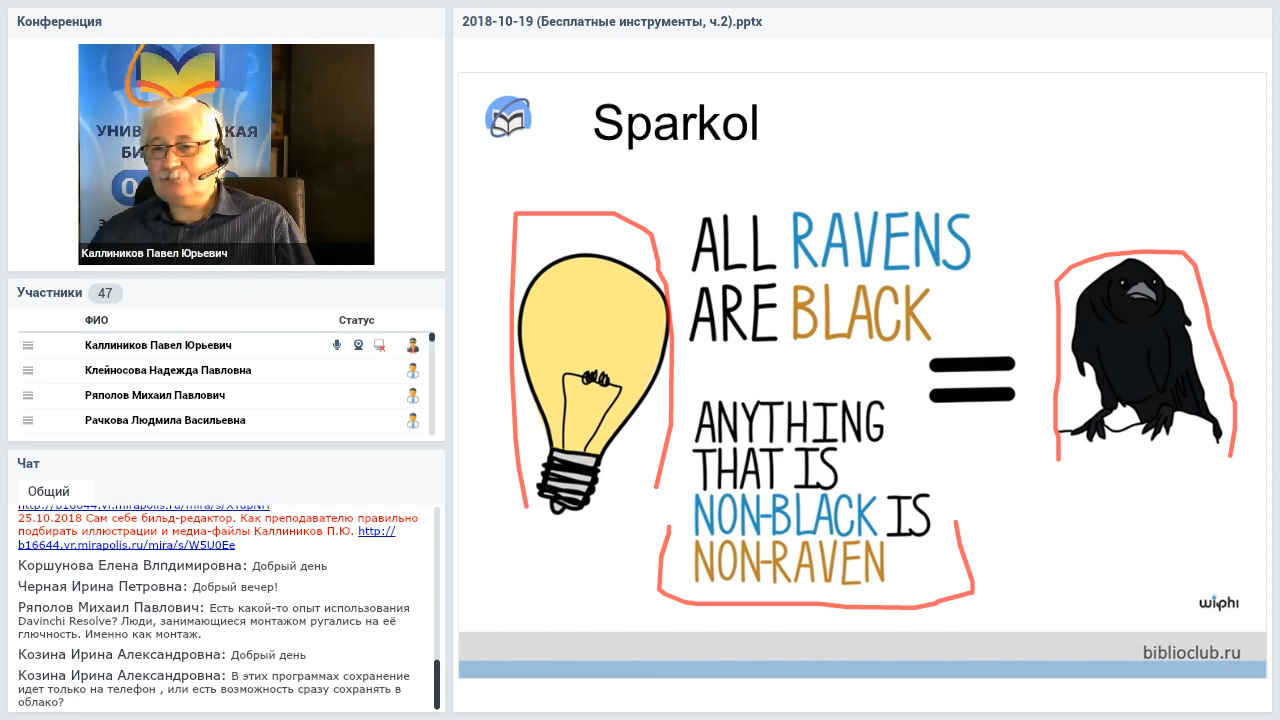 Конференция
УНИВ
СКАЯ
БИ
Каллиников Павел Юрьевич
Участники 47
ФИО Статус
Каллиников Павел Юрьевич
Клейносова Надежда Павловна
Ряполов Михаил Павлович
Рачкова Людмила Васильевна
Чат
Общий
25.10.2018 Сам себе бильд-редактор. Как преподавателю правильно
подбирать иллюстрации и медиа-файлы Каллиников П.Ю. http://
b16644.vr.mirapolis.ru/mira/s/W5U0Ee
Коршунова Елена Влпдимировна: Добрый день
Черная Ирина Петровна: Добрый вечер!
Ряполов Михаил Павлович: Есть какой-то опыт использования
Davinchi Resolve? Люди, занимающиеся монтажом ругались на её
глючность. Именно как монтаж.
Козина Ирина Александровна: Добрый день
Козина Ирина Александровна: В этих программах сохранение
идет только на телефон , или есть возможность сразу сохранять в
облако?
2018-10-19 (Бесплатные инструменты, ч.2).pptx
Sparkol
ALL RAVENS
ARE BLACK
=
ANYTHING
THAT IS
NON-BLACK IS
NON-RAVEN
wiphi
biblioclub.ru